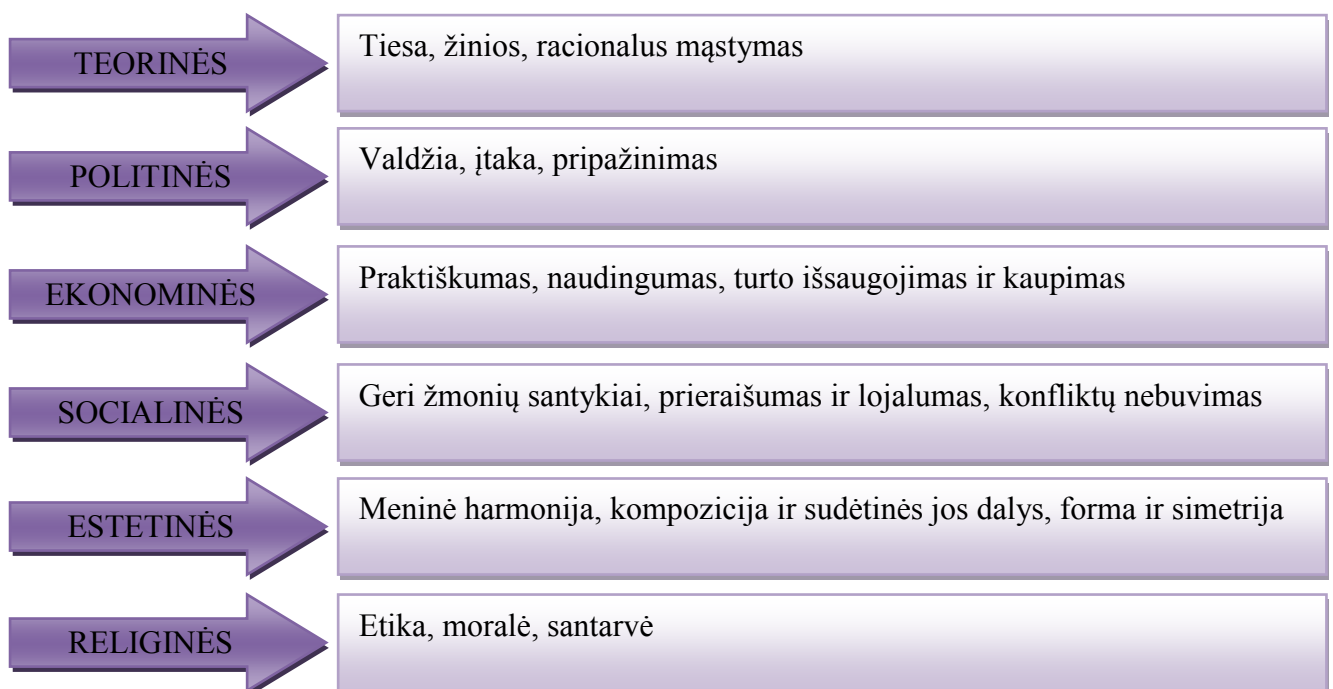 TEORINĖS
Tiesa, žinios, racionalus mąstymas
POLITINĖS
Valdžia, įtaka, pripažinimas
EKONOMINĖS
Praktiškumas, naudingumas, turto išsaugojimas ir kaupimas
SOCIALINĖS
Geri žmonių santykiai, prieraišumas ir lojalumas, konfliktų nebuvimas
ESTETINĖS
Meninė harmonija, kompozicija ir sudėtinės jos dalys, forma ir simetrija
RELIGINĖS
Etika, moralė, santarvė